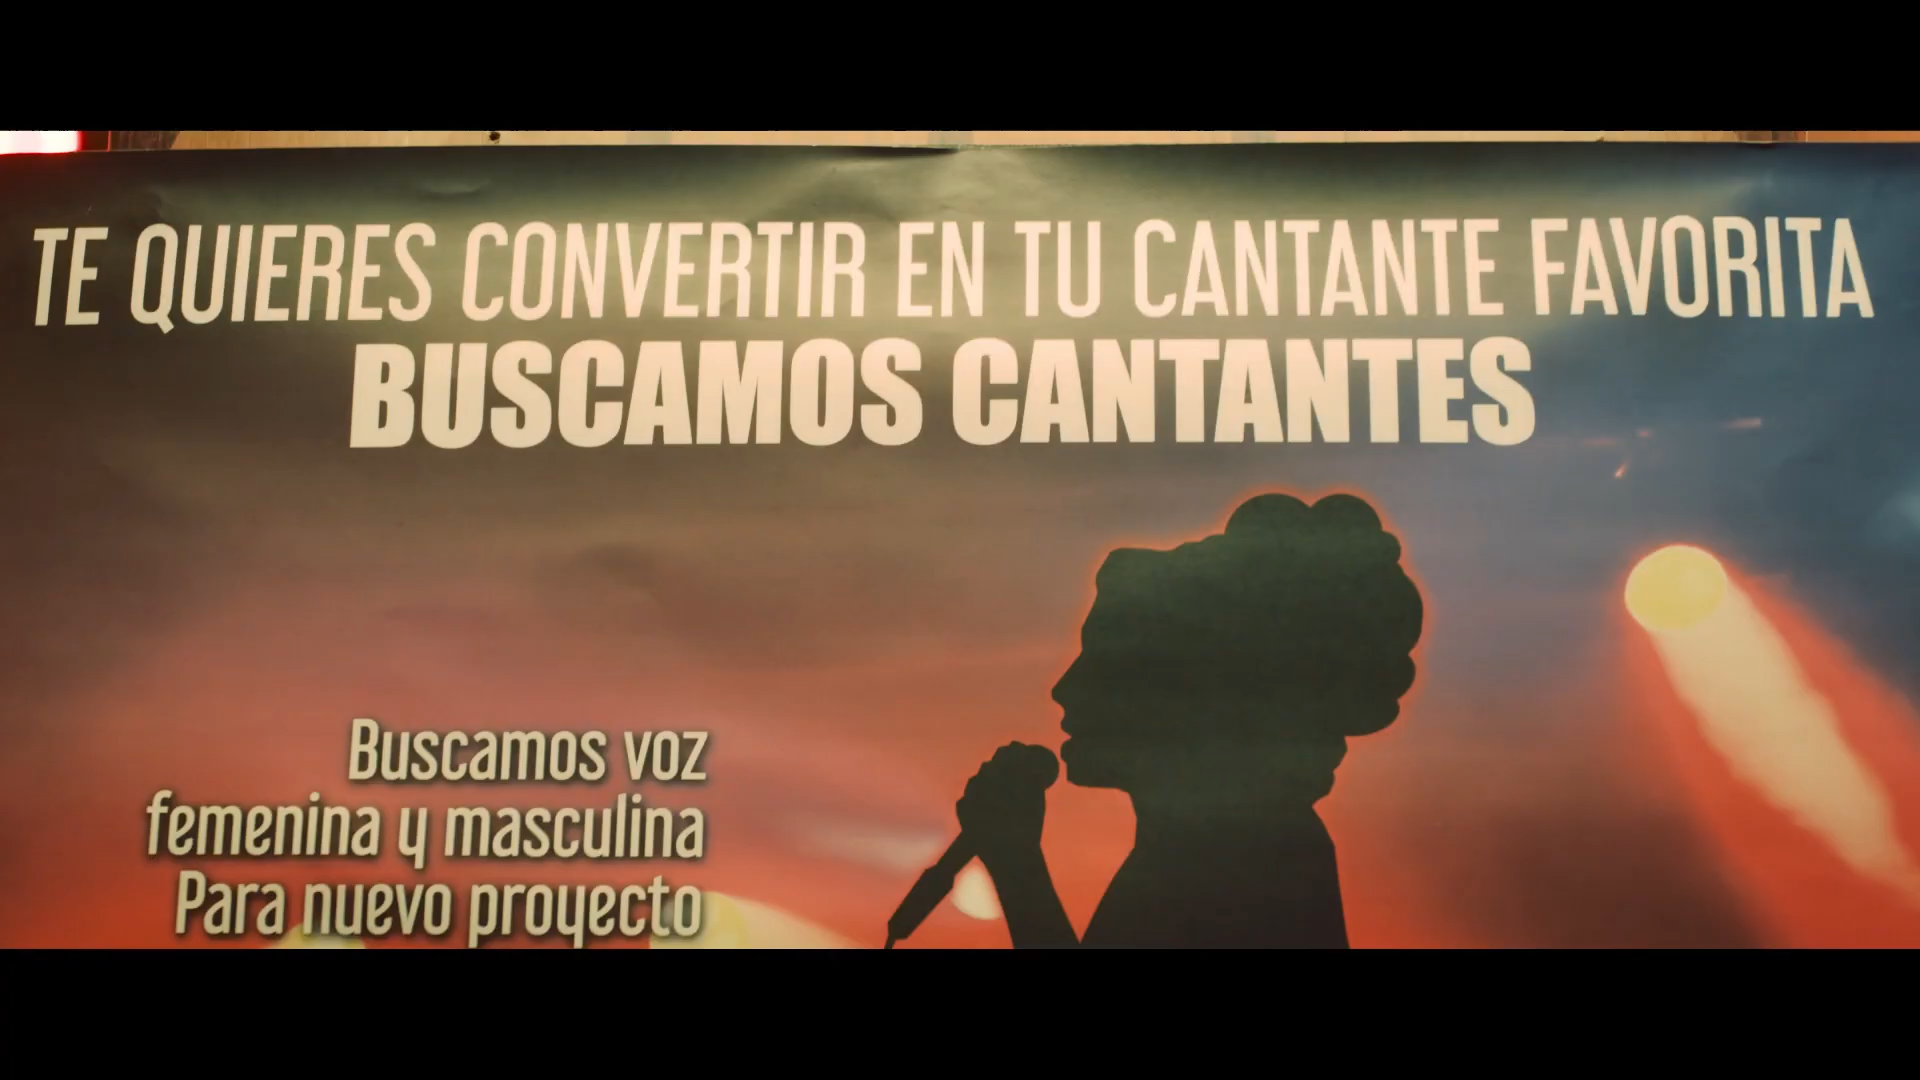 TE QUIERES CONVERTIR EN TU CANTANTE FAVORITA
BUSCAMOS CANTANTES
Buscamos voz
femenina y masculina
Para nuevo proyecto